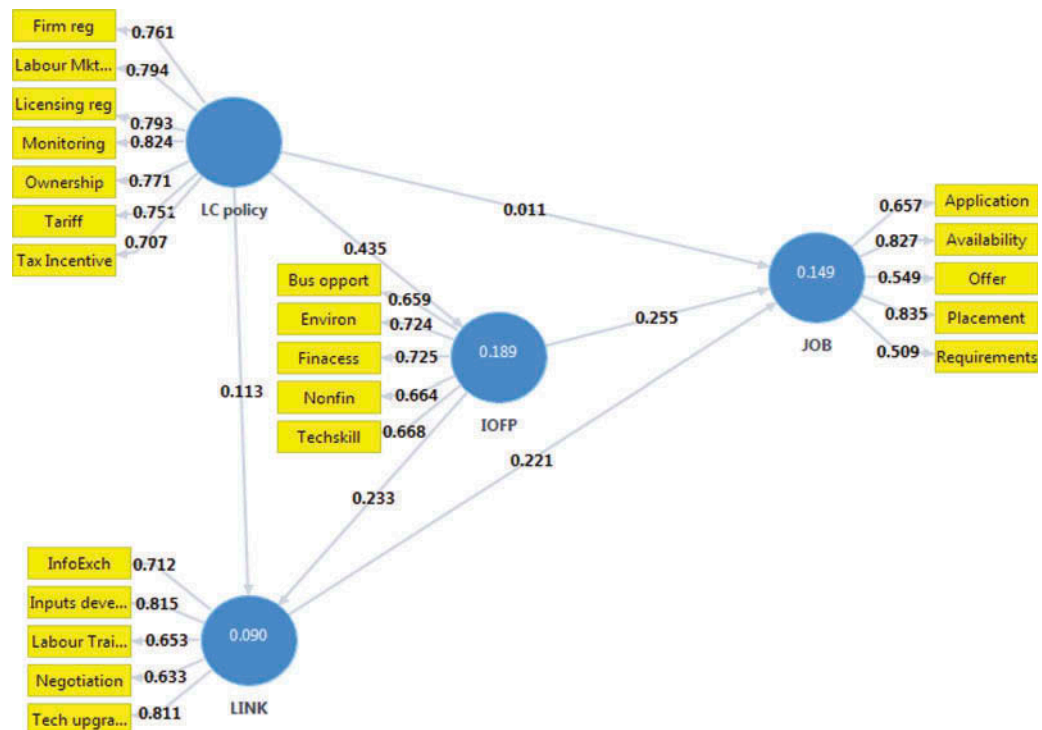 Firm reg
0.761
Labour Mkt...
0.794
Licensing reg
0.793
Monitoring
0.824
Ownership
0.771
Tariff
0.751
Tax Incentive
0.707
LC policy
0.011
0.435
0.113
Bus opport
0.659
Environ
0.724
Finacess
0.725
Nonfin
0.664
Techskill
0.668
0.189
IOFP
0.255
0.233
0.221
0.149
JOB
0.657
Application
0.827
Availability
0.549
Offer
0.835
Placement
0.509
Requirements
InfoExch
0.712
Inputs deve...
0.815
Labour Trai...
0.653
Negotiation
0.633
Tech upgra...
0.811
0.090
LINK